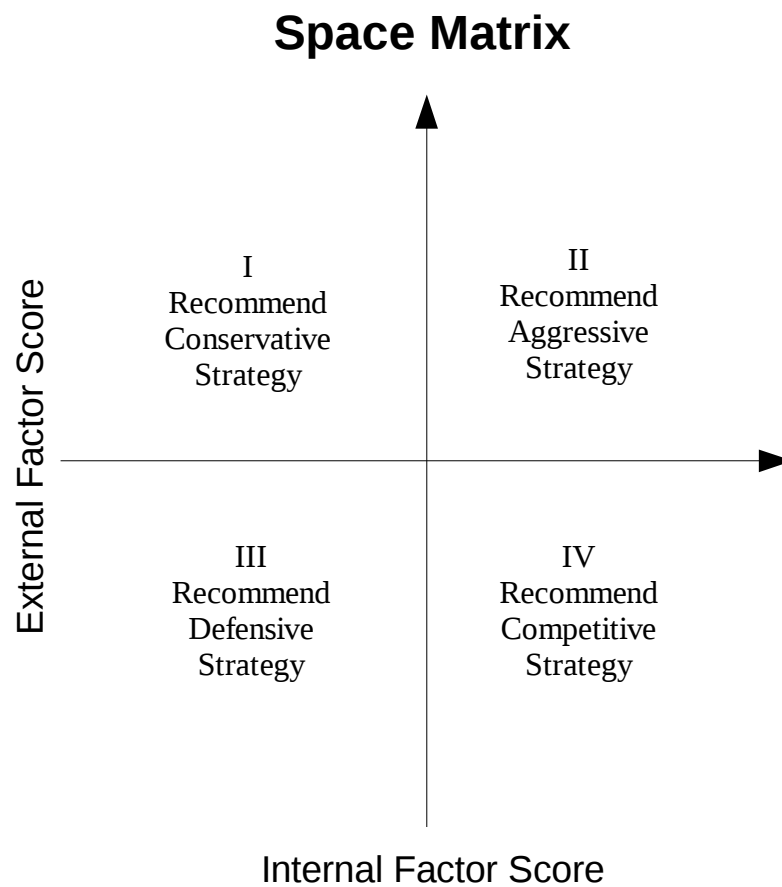 Space Matrix
I
Recommend
Conservative
Strategy
II
Recommend
Aggressive
Strategy
External Factor Score
III
Recommend
Defensive
Strategy
IV
Recommend
Competitive
Strategy
Internal Factor Score